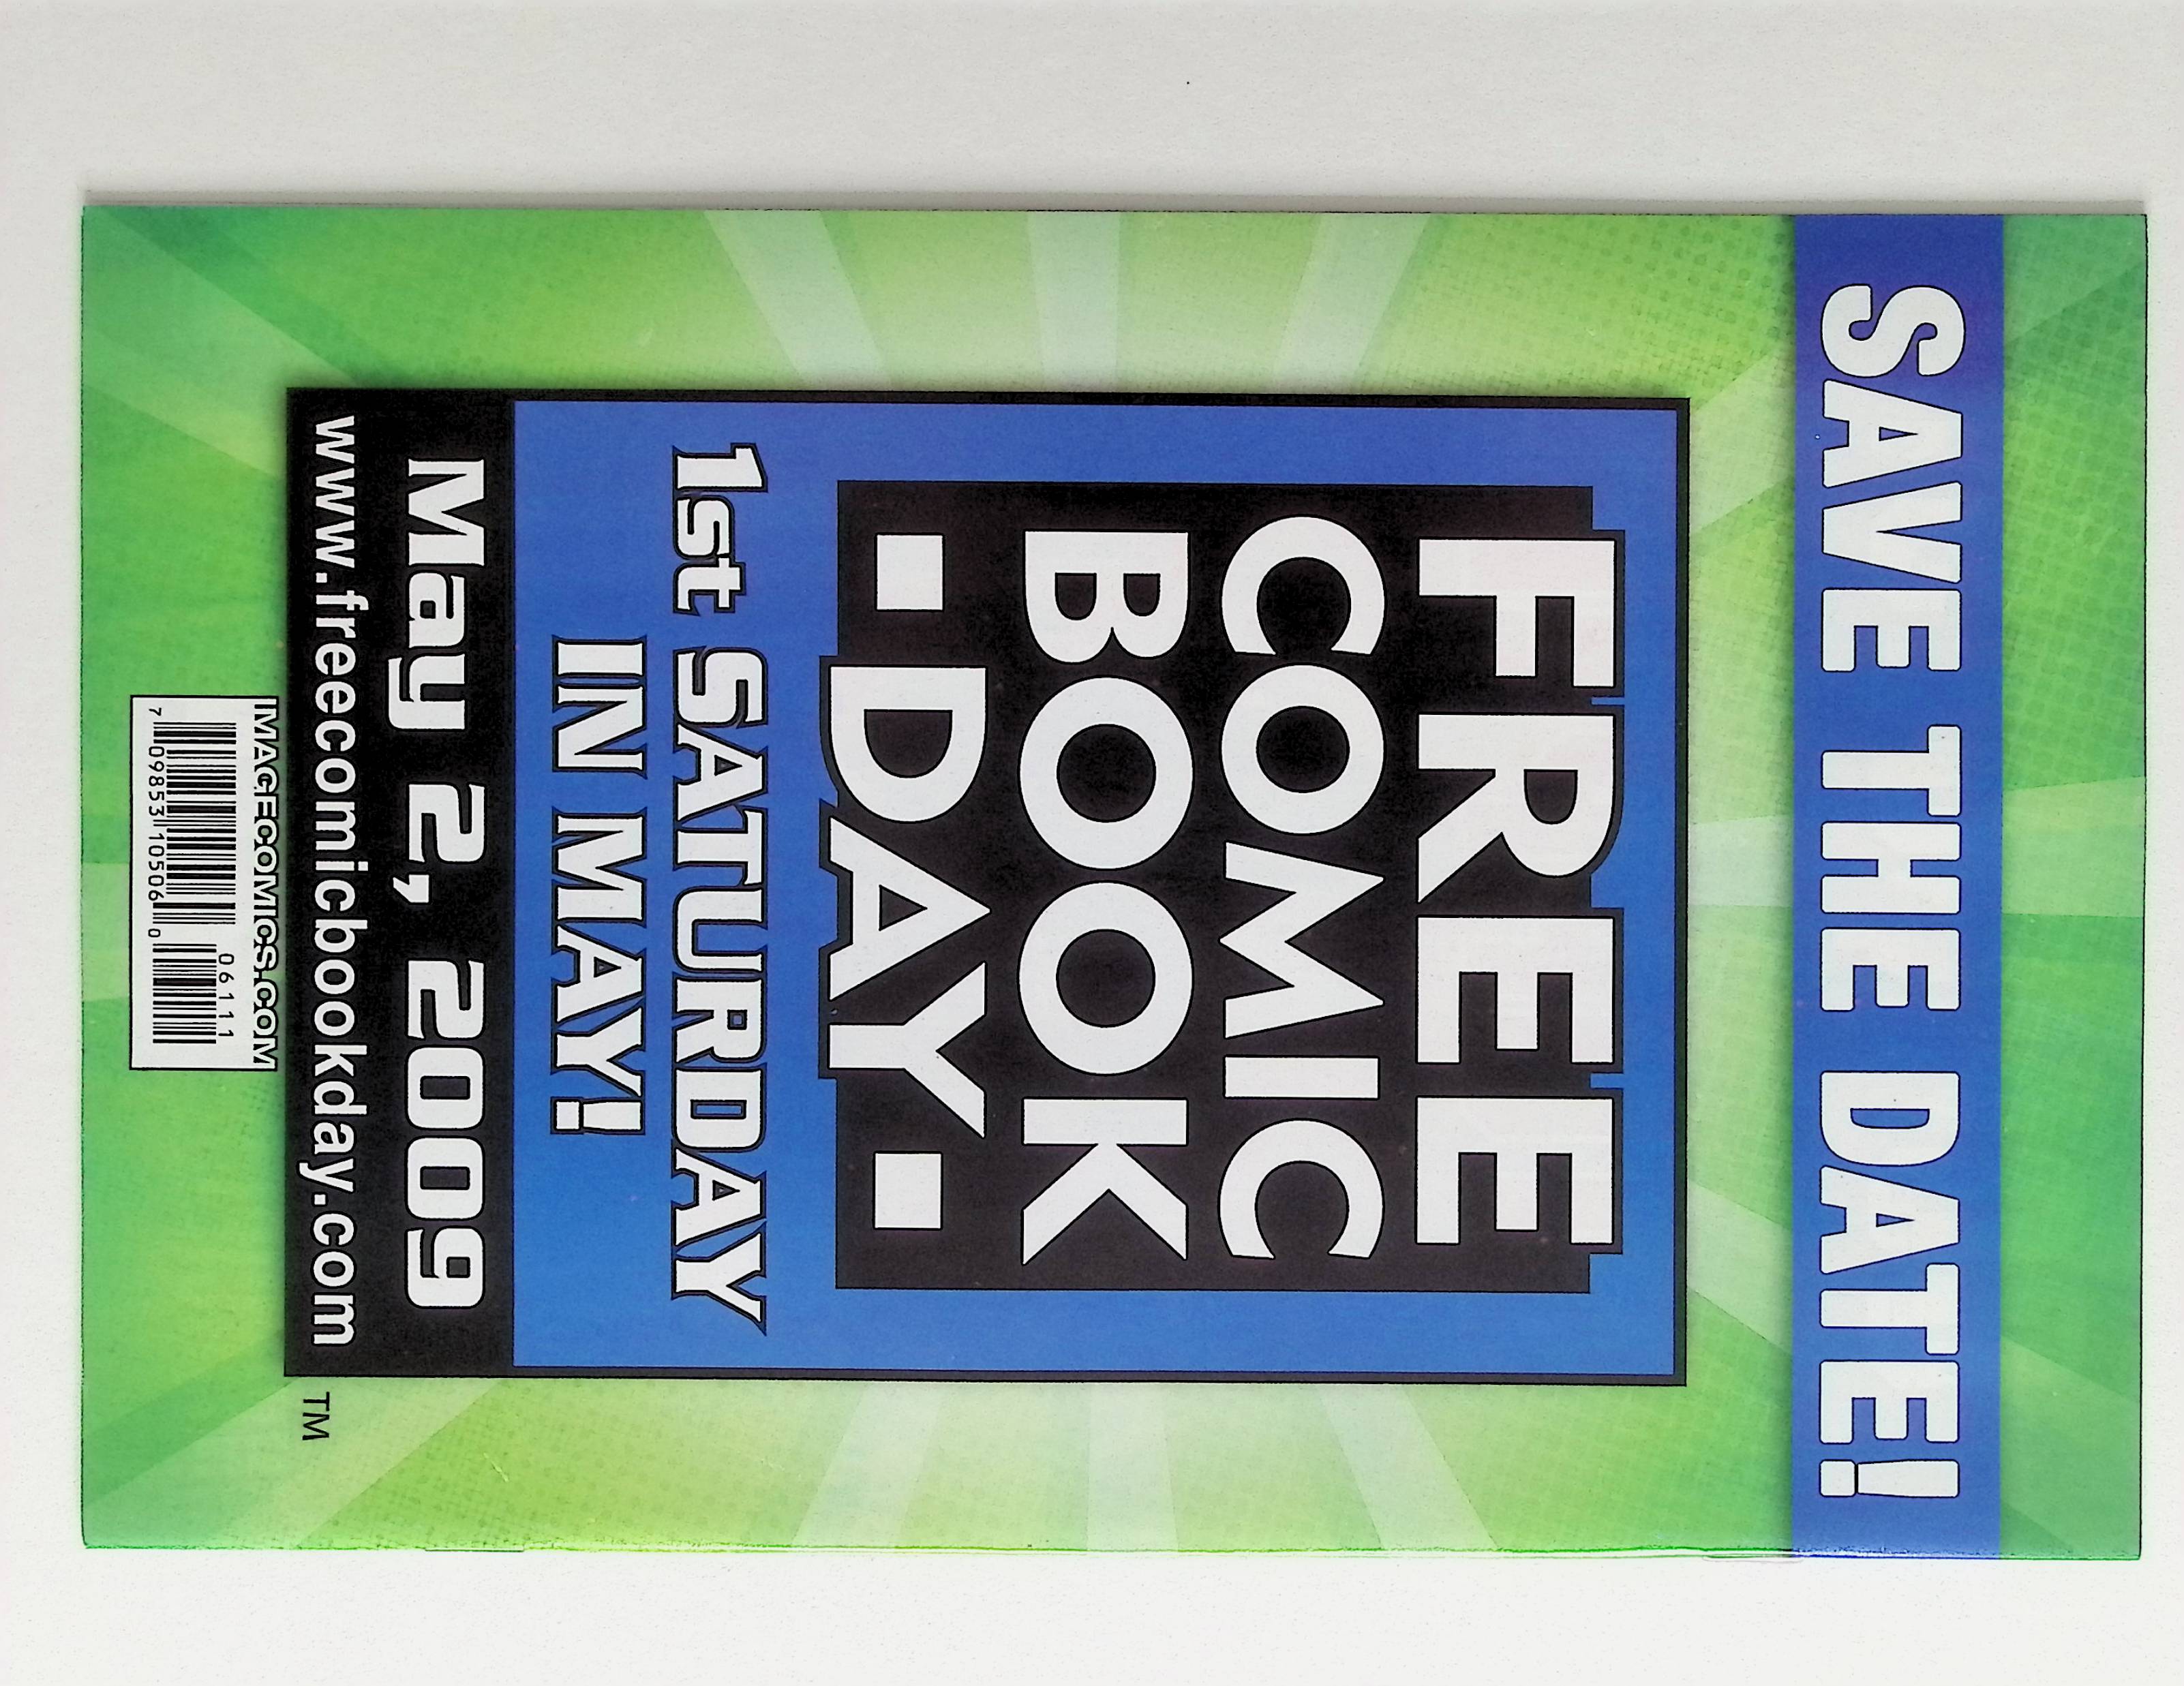 SAVE THE DATE!
FREE
COMIC
BOOK
▪ DAY ▪
1st SATURDAY
IN MAY!
May 2, 2009
www.freecomicbookday.com
TM
IMAGECOMICS.COM
06111
7 09853 10506 0